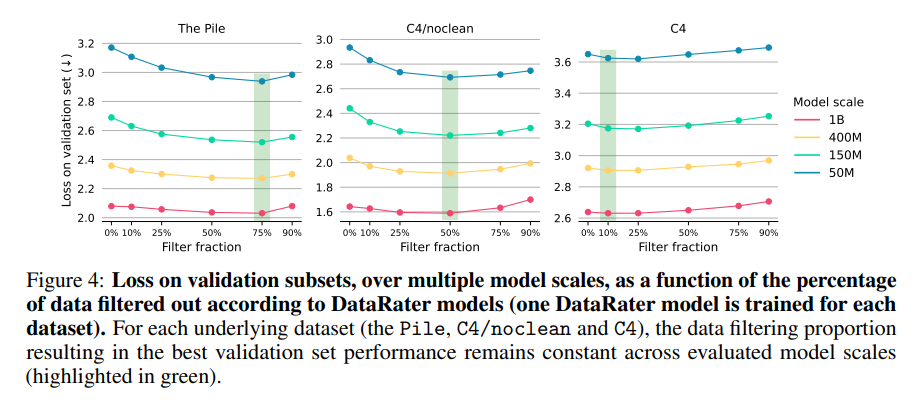 The Pile
C4/noclean
C4
Loss on validation set (↓)
3.2
3.0
2.8
2.6
2.4
2.2
2.0
0% 10% 25% 50% 75% 90%
Filter fraction
3.0
2.8
2.6
2.4
2.2
2.0
1.8
1.6
0% 10% 25% 50% 75% 90%
Filter fraction
3.6
3.4
3.2
3.0
2.8
2.6
0% 10% 25% 50% 75% 90%
Filter fraction
Model scale
1B
400M
150M
50M
Figure 4: Loss on validation subsets, over multiple model scales, as a function of the percentage
of data filtered out according to DataRater models (one DataRater model is trained for each
dataset). For each underlying dataset (the Pile, C4/noclean and C4), the data filtering proportion
resulting in the best validation set performance remains constant across evaluated model scales
(highlighted in green).